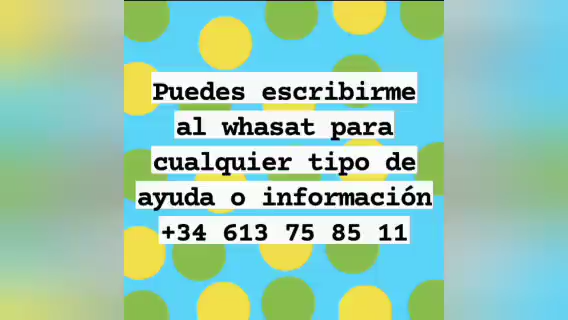 Puedes escribirme
al whasat para
cualquier tipo de
ayuda o información
+34 613 75 85 11